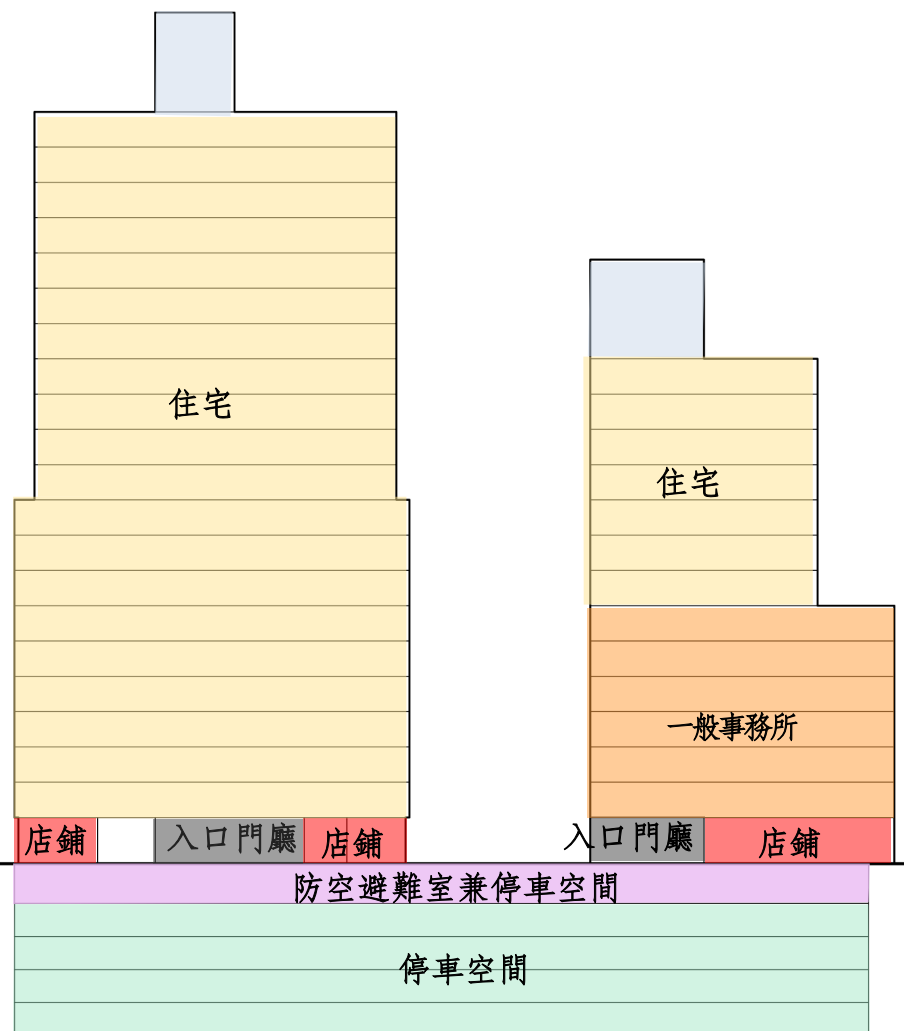 住宅
住宅
一般事務所
店鋪
入口門廳
店鋪
入口門廳
店鋪
防空避難室兼停車空間
停車空間